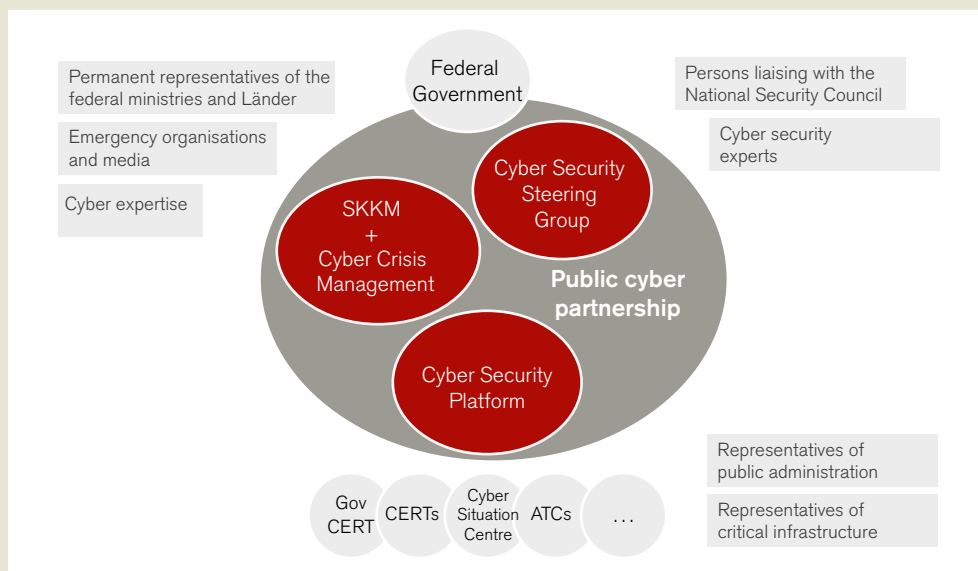 Federal
Government
Permanent representatives of the
federal ministries and Länder
Emergency organisations
and media
Cyber expertise
Persons liaising with the
National Security Council
Cyber security
experts
Cyber Security
Steering
Group
SKKM
+
Cyber Crisis
Management
Public cyber
partnership
Cyber Security
Platform
Representatives of
public administration
Representatives of
critical infrastructure
Gov
CERT
CERTs
Cyber
Situation
Centre
ATCs
...